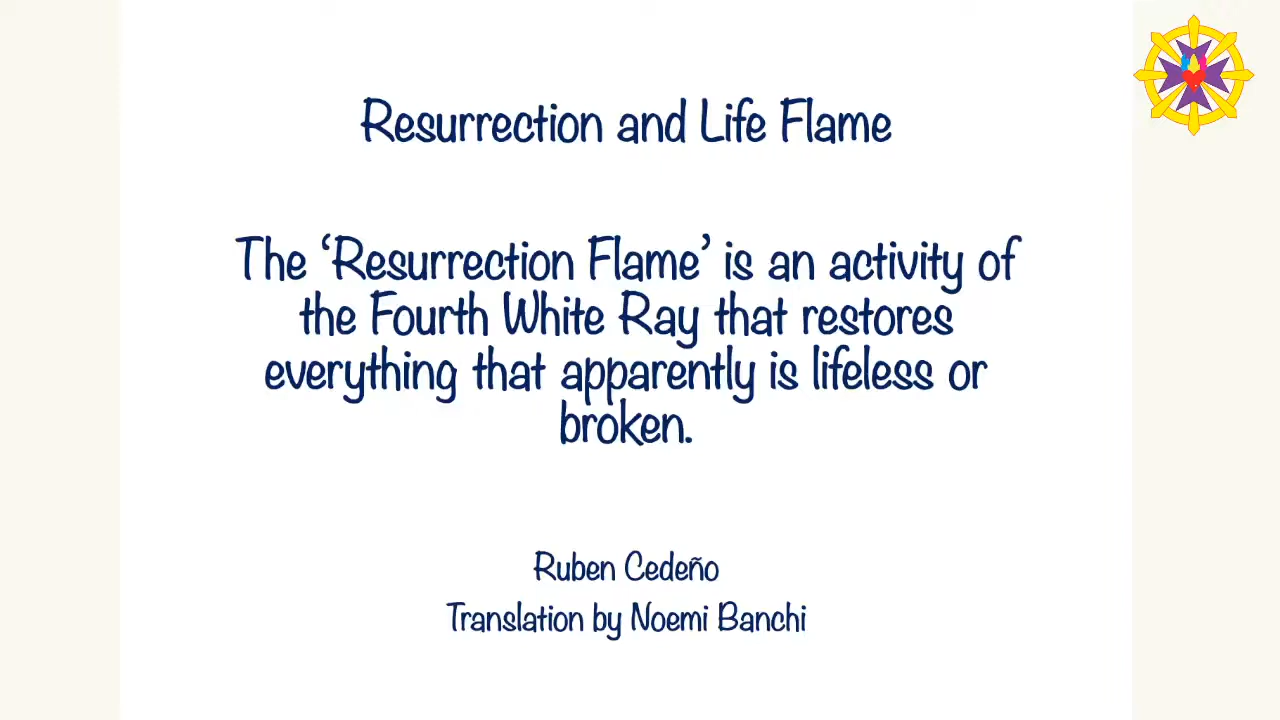 Resurrection and Life Flame
The ‘Resurrection Flame’ is an activity of
the Fourth White Ray that restores
everything that apparently is lifeless or
broken.
Ruben Cedeño
Translation by Noemi Banchi